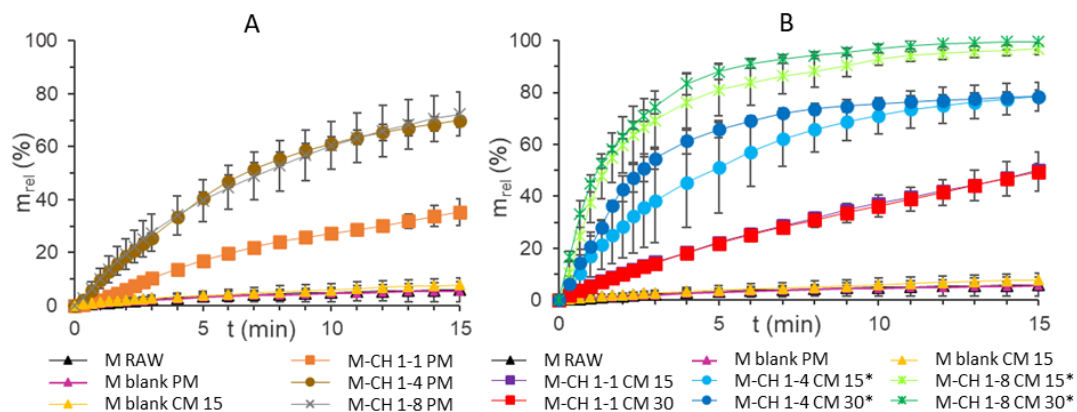 A
100
80
60
40
20
0
m_rel (%)
0 5 10 15
t (min)
M RAW
M blank PM
M blank CM 15
M-CH 1-1 PM
M-CH 1-4 PM
M-CH 1-8 PM
B
100
80
60
40
20
0
m_rel (%)
0 5 10 15
t (min)
M RAW
M-CH 1-1 CM 15
M-CH 1-1 CM 30
M blank PM
M-CH 1-4 CM 15*
M-CH 1-4 CM 30*
M blank CM 15
M-CH 1-8 CM 15*
M-CH 1-8 CM 30*